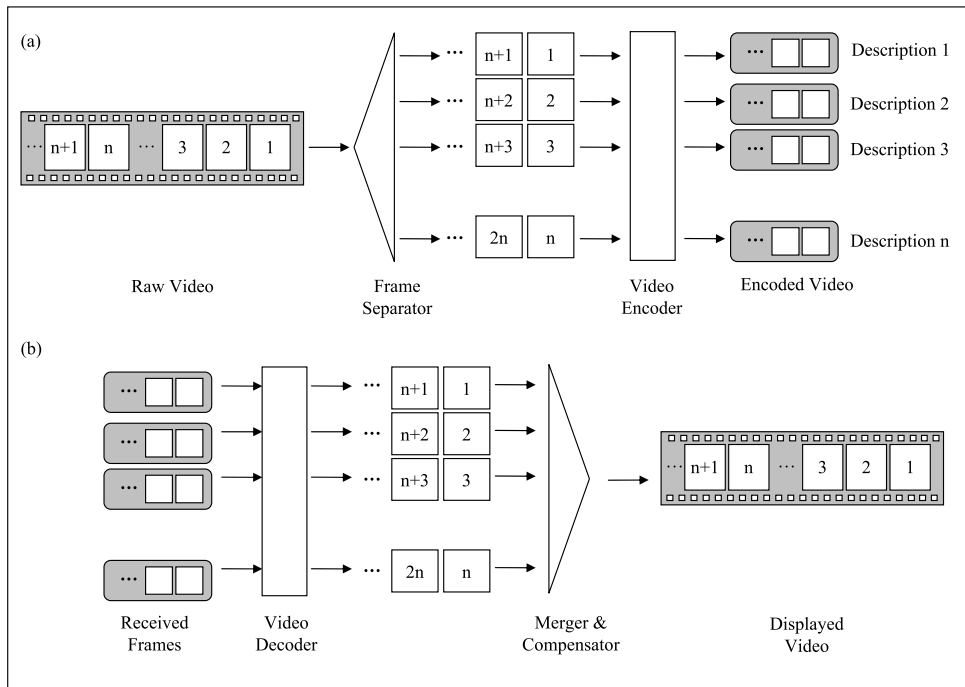 (a)
... n+1 1
Description 1
... n+2 2
Description 2
... n+1 n ... 3 2 1
... n+3 3
Description 3
... 2n n
Description n
Raw Video
Frame
Separator
Video
Encoder
Encoded Video
(b)
... n+1 1
... n+2 2
... n+3 3
... n+1 n ... 3 2 1
... 2n n
Received
Frames
Video
Decoder
Merger &
Compensator
Displayed
Video